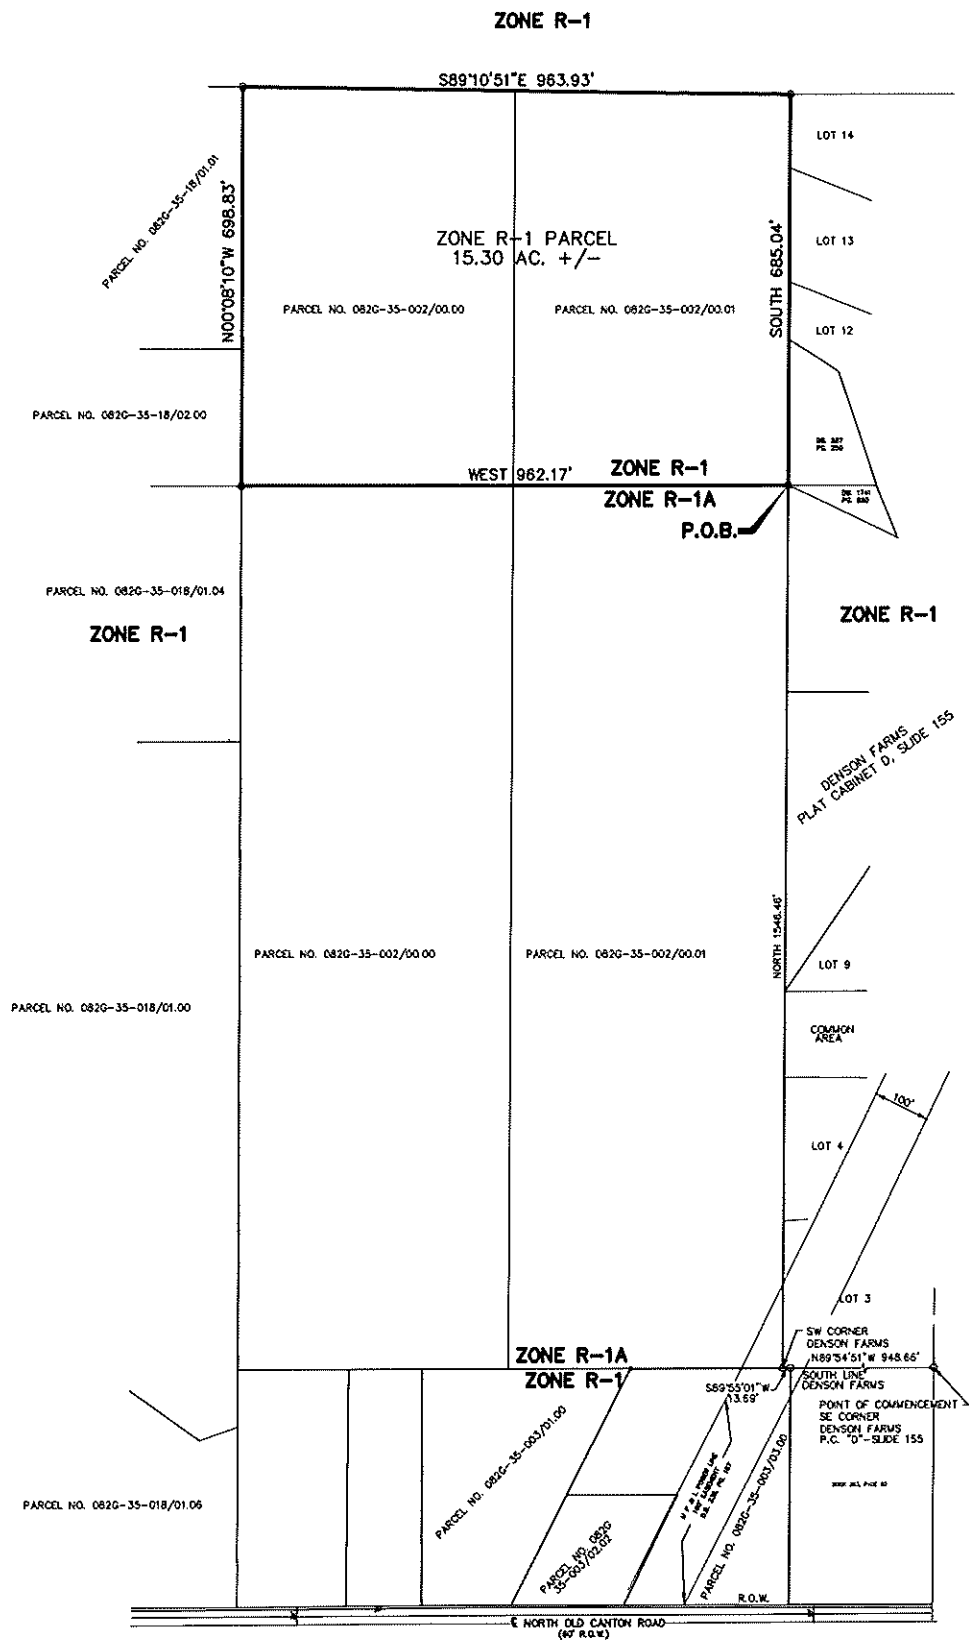 ZONE R-1
S89°10'51"E 963.93'
LOT 14
PARCEL NO. 082G-35-18/01.01
N00°08'10"W 698.83'
ZONE R-1 PARCEL
15.30 AC. +/-
SOUTH 685.04'
LOT 13
PARCEL NO. 082G-35-002/00.00
PARCEL NO. 082G-35-002/00.01
LOT 12
PARCEL NO. 082G-35-18/02.00
WEST 962.17'
ZONE R-1
ZONE R-1A
P.O.B.
PARCEL NO. 082G-35-018/01.04
ZONE R-1
ZONE R-1
DENSON FARMS
PLAT CABINET D, SLIDE 155
NORTH 1546.46'
PARCEL NO. 082G-35-002/00.00
PARCEL NO. 082G-35-002/00.01
LOT 9
PARCEL NO. 082G-35-018/01.00
COMMON
AREA
100'
LOT 4
LOT 3
SW CORNER
DENSON FARMS
N89°54'51"W 948.66'
SOUTH LINE
DENSON FARMS
ZONE R-1A
ZONE R-1
S89°55'01"W
13.69'
POINT OF COMMENCEMENT
SE CORNER
DENSON FARMS
P.C. "D"-SLIDE 155
PARCEL NO. 082G-35-003/01.00
PARCEL NO. 082G-35-018/01.06
PARCEL NO. 082G
35-003/02.02
POWER LINE
EASEMENT
PARCEL NO. 082G-35-003/03.00
R.O.W.
℄ NORTH OLD CANTON ROAD
(60' R.O.W.)